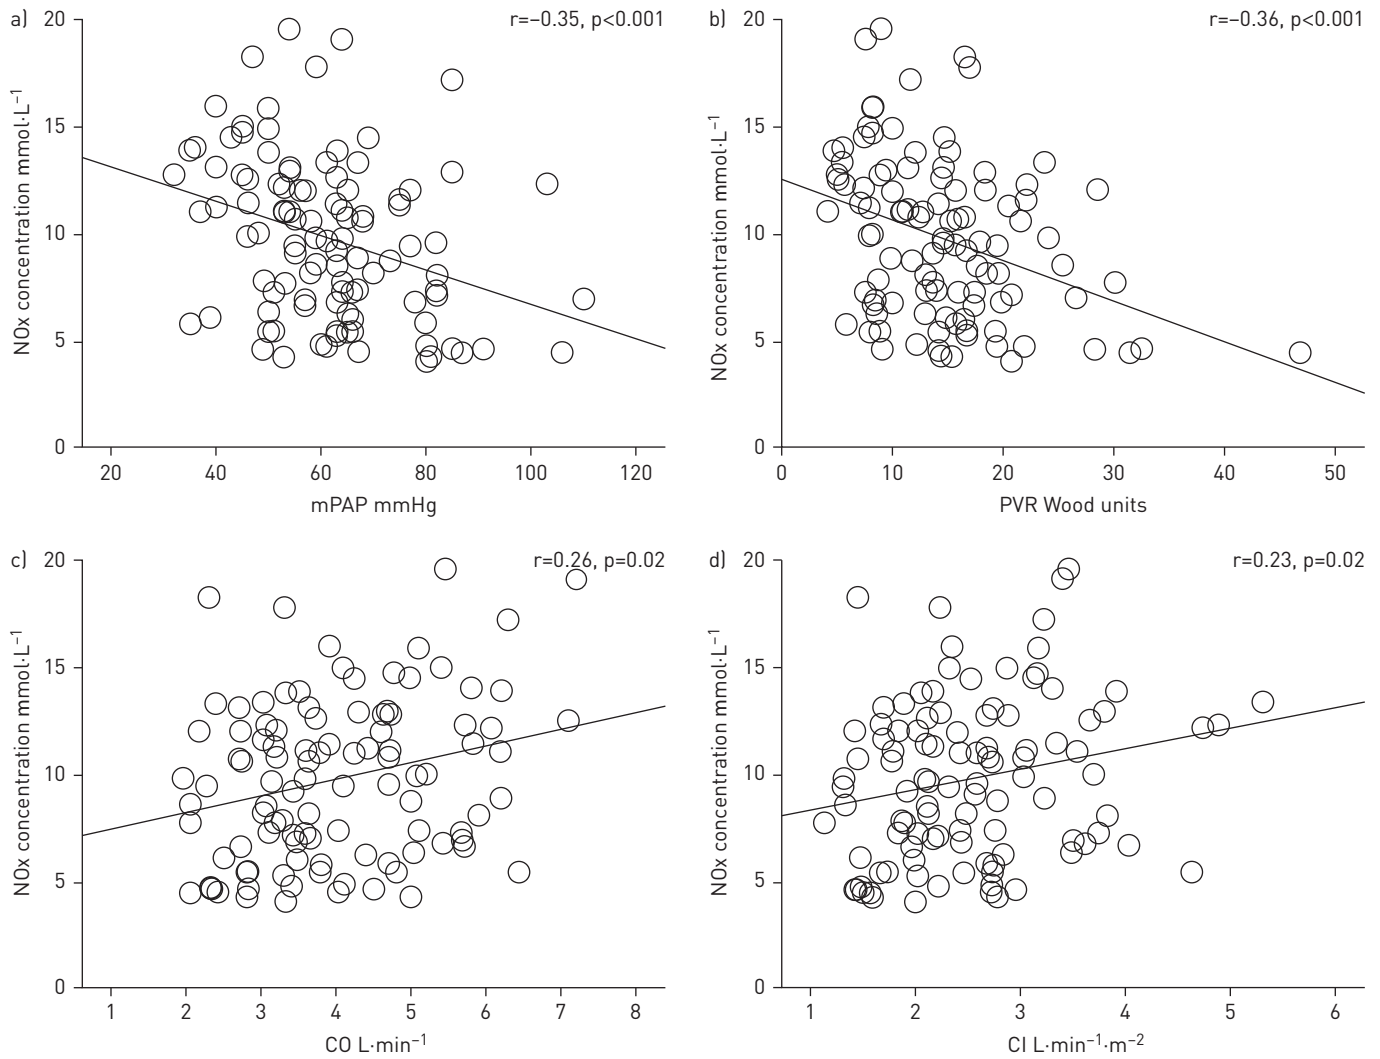 a) 20 r=−0.35, p<0.001
15
10
5
0
NOx concentration mmol·L⁻¹
20 40 60 80 100 120
mPAP mmHg
b) 20 r=−0.36, p<0.001
15
10
5
0
NOx concentration mmol·L⁻¹
0 10 20 30 40 50
PVR Wood units
c) 20 r=0.26, p=0.02
15
10
5
0
NOx concentration mmol·L⁻¹
1 2 3 4 5 6 7 8
CO L·min⁻¹
d) 20 r=0.23, p=0.02
15
10
5
0
NOx concentration mmol·L⁻¹
1 2 3 4 5 6
CI L·min⁻¹·m⁻²